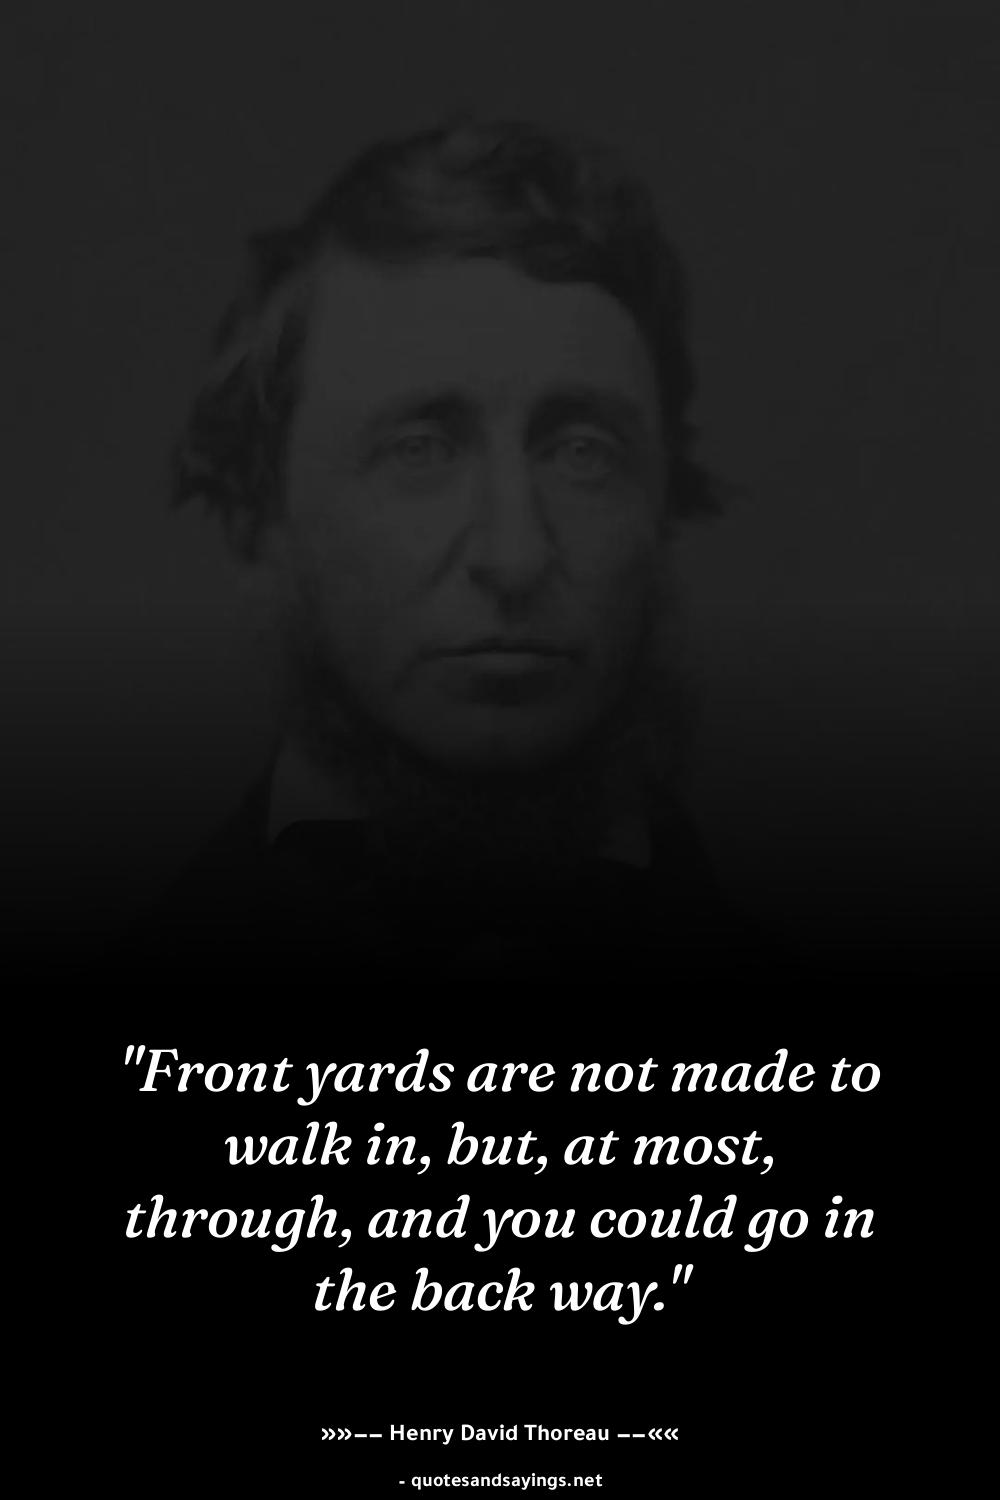 "Front yards are not made to
walk in, but, at most,
through, and you could go in
the back way."
»»—— Henry David Thoreau ——««
- quotesandsayings.net